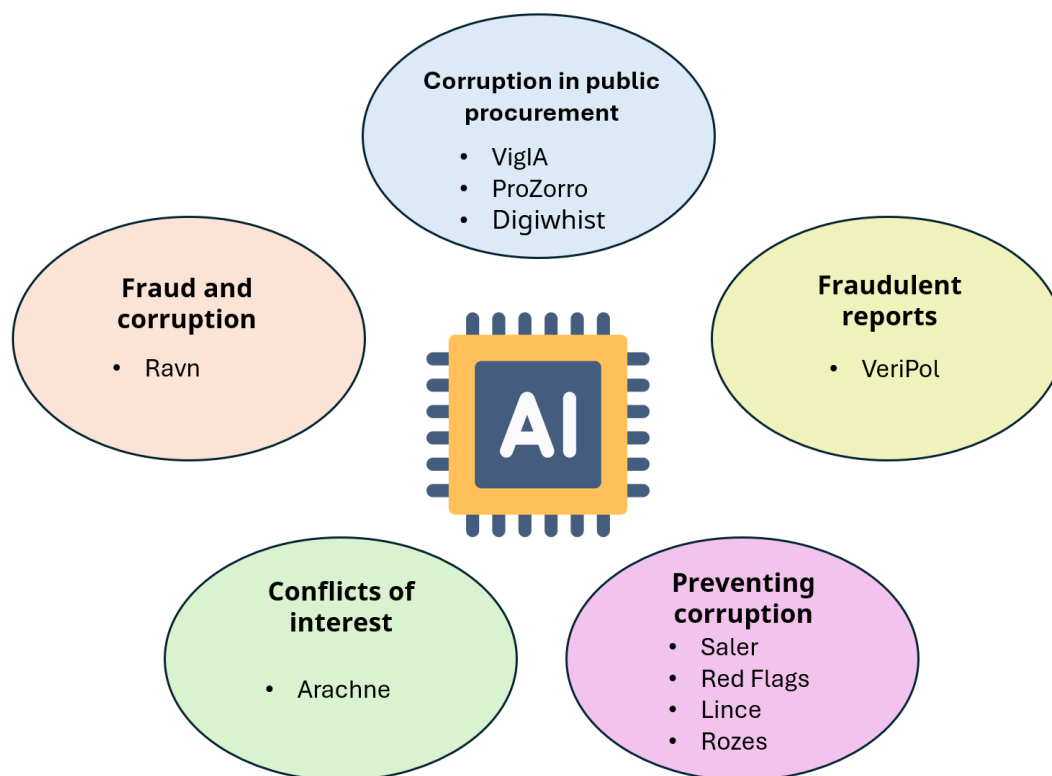 Corruption in public
procurement
• VigIA
• ProZorro
• Digiwhist
Fraud and
corruption
• Ravn
Fraudulent
reports
• VeriPol
AI
Conflicts of
interest
• Arachne
Preventing
corruption
• Saler
• Red Flags
• Lince
• Rozes